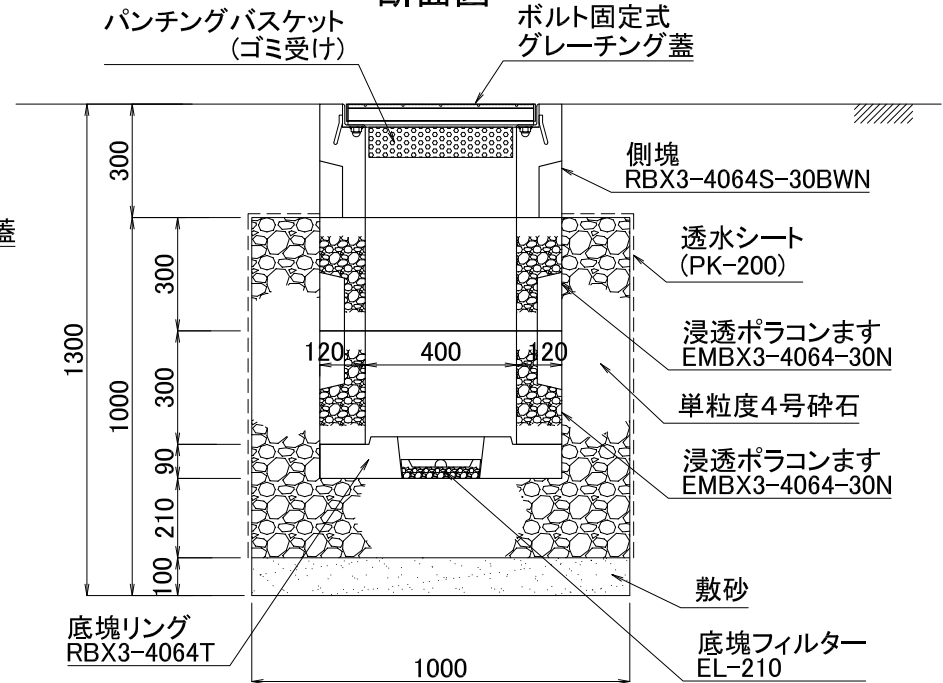 断面図
パンチングバスケット
(ゴミ受け)
ボルト固定式
グレーチング蓋
側塊
RBX3-4064S-30BWN
蓋
透水シート
(PK-200)
浸透ポラコンます
EMBX3-4064-30N
単粒度４号砕石
浸透ポラコンます
EMBX3-4064-30N
敷砂
底塊フィルター
EL-210
底塊リング
RBX3-4064T
300
300
300
90
210
100
1000
1300
120
400
120
1000